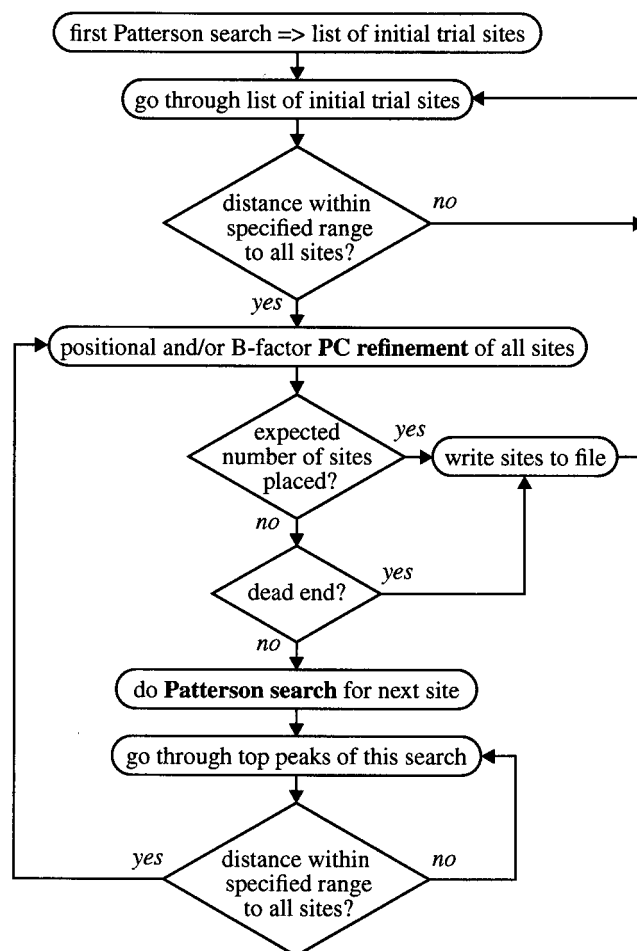 first Patterson search => list of initial trial sites
go through list of initial trial sites
distance within
specified range
to all sites?
no
yes
positional and/or B-factor PC refinement of all sites
expected
number of sites
placed?
yes
write sites to file
no
dead end?
yes
no
do Patterson search for next site
go through top peaks of this search
yes
distance within
specified range
to all sites?
no